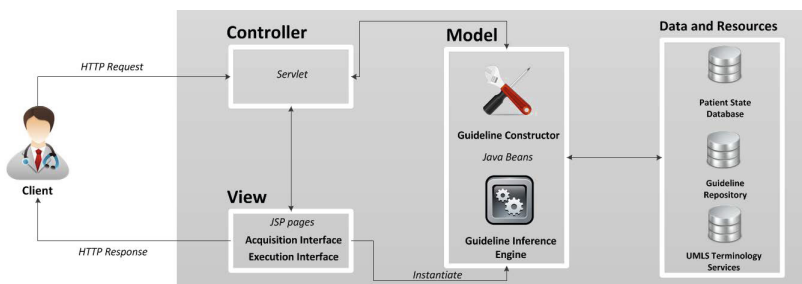 Controller
Model
Data and Resources
HTTP Request
Servlet
Patient State
Database
Guideline Constructor
Java Beans
Client
Guideline
Repository
View
JSP pages
Acquisition Interface
Execution Interface
Guideline Inference
Engine
HTTP Response
Instantiate
UMLS Terminology
Services